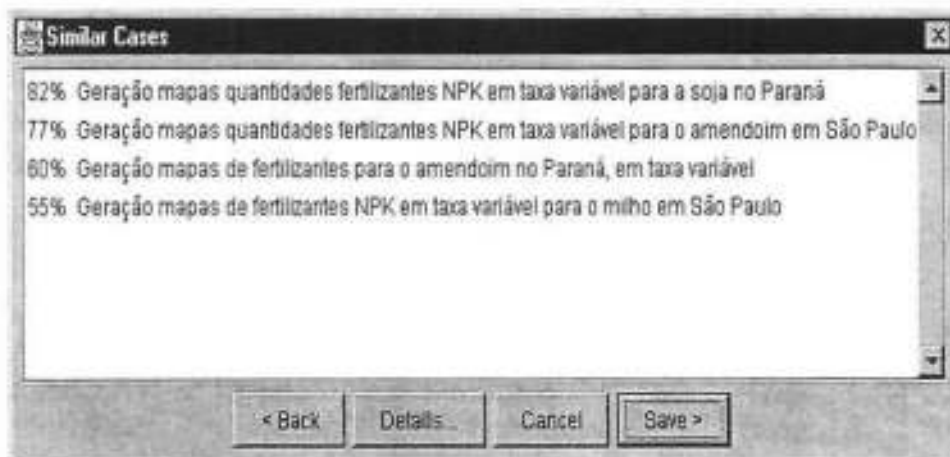 Similar Cases
82% Geração mapas quantidades fertilizantes NPK em taxa variável para a soja no Paraná
77% Geração mapas quantidades fertilizantes NPK em taxa variável para o amendoim em São Paulo
60% Geração mapas de fertilizantes para o amendoim no Paraná, em taxa variável
55% Geração mapas de fertilizantes NPK em taxa variável para o milho em São Paulo
< Back Details... Cancel Save >